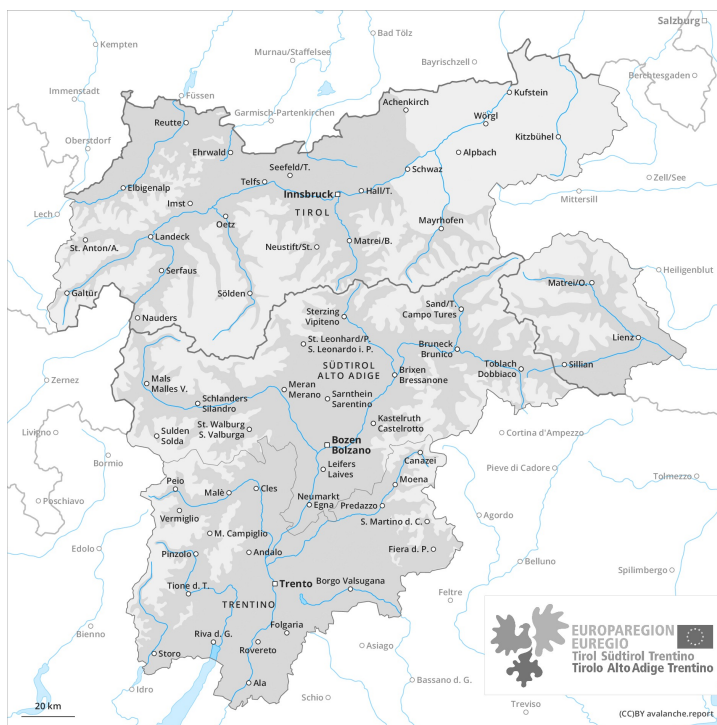 Salzburg
Kempten
Bad Tölz
Murnau/Staffelsee
Bayrischzell
Berchtesgaden
Immenstadt
Füssen
Garmisch-Partenkirchen
Achenkirch
Kufstein
Reutte
Wörgl
Oberstdorf
Ehrwald
Kitzbühel
Alpbach
Seefeld/T.
Schwaz
Telfs
Zell/See
Elbigenalp
Innsbruck
Hall/T.
Mittersill
Imst
TIROL
Lech
Oetz
Mayrhofen
Landeck
Matrei/B.
St. Anton/A.
Neustift/St.
Serfaus
Heiligenblut
Matrei/O.
Galtür
Sölden
Sand/T.
Campo Tures
Nauders
Sterzing
Vipiteno
Lienz
St. Leonhard/P.
S. Leonardo i. P.
Bruneck
Brunico
Toblach
Dobbiaco
Sillian
SÜDTIROL
ALTO ADIGE
Brixen
Bressanone
Zernez
Mals
Malles V.
Meran
Merano
Schlanders
Silandro
Sarnthein
Sarentino
Kastelruth
Castelrotto
St. Walburg
S. Valburga
Livigno
Sulden
Solda
Cortina d'Ampezzo
Bozen
Bolzano
Bormio
Canazei
Leifers
Laives
Pieve di Cadore
Tolmezzo
Peio
Moena
Malè
Cles
Poschiavo
Neumarkt
Egna
Predazzo
Vermiglio
S. Martino d. C.
Agordo
M. Campiglio
Edolo
Pinzolo
Andalo
Fiera d. P.
Belluno
Spilimbergo
Trento
Borgo Valsugana
Tione d. T.
Feltre
TRENTINO
Folgaria
Bienno
Riva d. G.
Rovereto
Storo
Asiago
Ala
Bassano d. G.
Idro
Schio
Treviso
EUROPAREGION
EUREGIO
Tirol Südtirol Trentino
Tirolo Alto Adige Trentino
20 km
(CC)BY avalanche.report